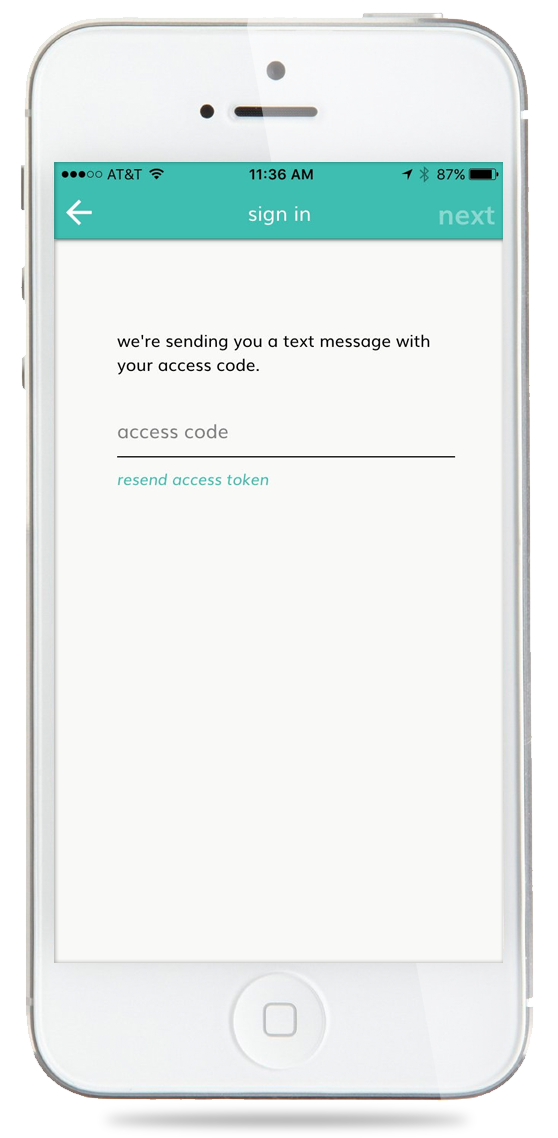 AT&T 11:36 AM 87%
sign in next
we're sending you a text message with
your access code.
access code
resend access token